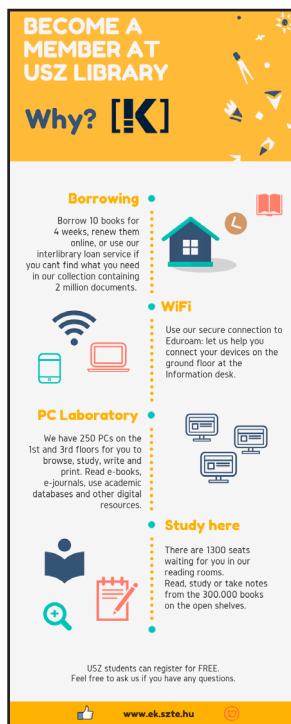 BECOME A
MEMBER AT
USZ LIBRARY
Why? [!K]
Borrowing
Borrow 10 books for
4 weeks, renew them
online, or use our
interlibrary loan service if
you cant find what you need
in our collection containing
2 million documents.
WiFi
Use our secure connection to
Eduroam: let us help you
connect your devices on the
ground floor at the
Information desk.
PC Laboratory
We have 250 PCs on the
1st and 3rd floors for you to
browse, study, write and
print. Read e-books,
e-journals, use academic
databases and other digital
resources.
Study here
There are 1300 seats
waiting for you in our
reading rooms.
Read, study or take notes
from the 300.000 books
on the open shelves.
USZ students can register for FREE.
Feel free to ask us if you have any questions.
www.ek.szte.hu